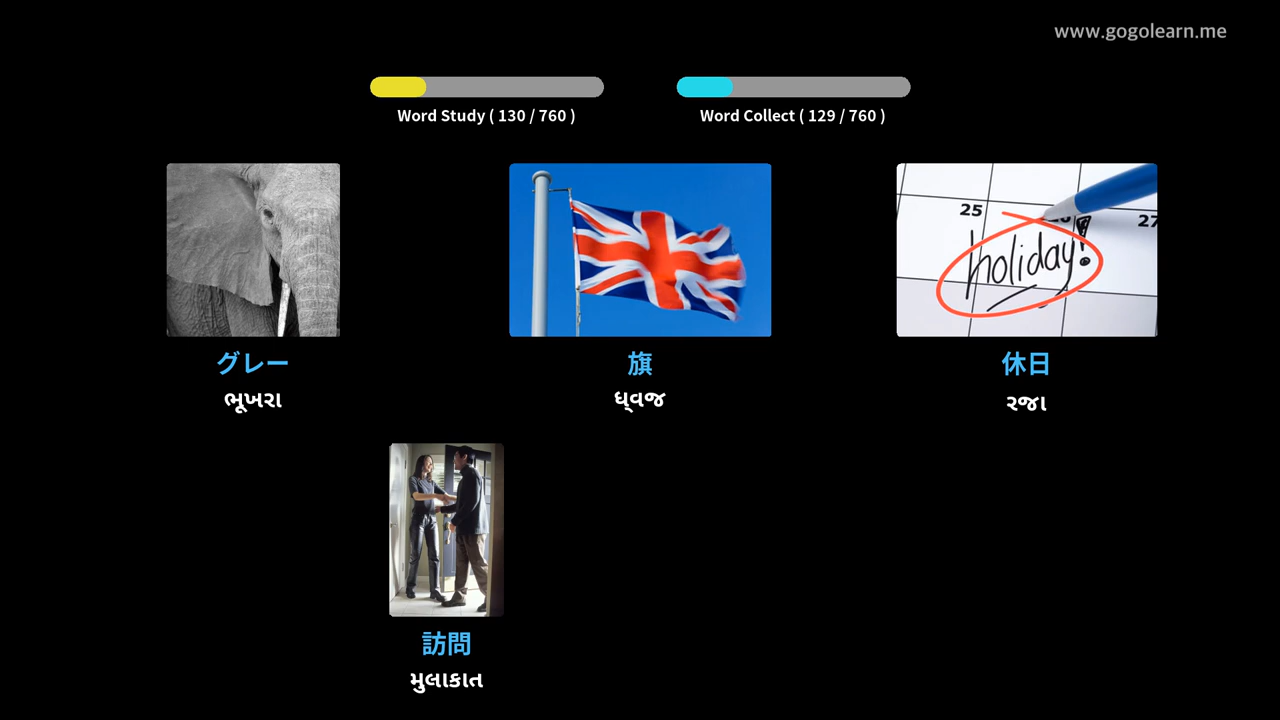 www.gogolearn.me
Word Study ( 130 / 760 )
Word Collect ( 129 / 760 )
25
27
holiday!
グレー
旗
休日
ભૂખરા
ધ્વજ
રજા
訪問
મુલાકાત